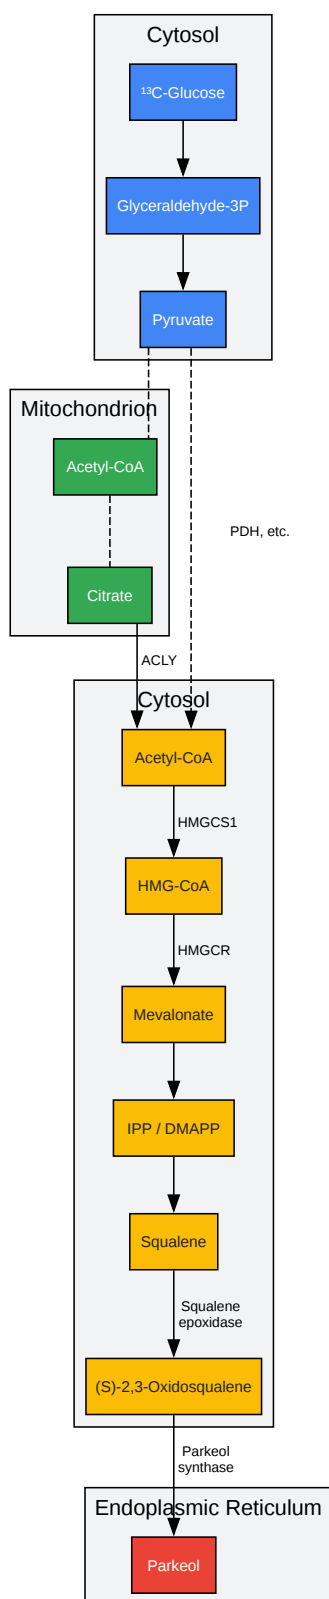 Cytosol
¹³C-Glucose
Glyceraldehyde-3P
Pyruvate
Mitochondrion
Acetyl-CoA
PDH, etc.
Citrate
ACLY
Cytosol
Acetyl-CoA
HMGCS1
HMG-CoA
HMGCR
Mevalonate
IPP / DMAPP
Squalene
Squalene
epoxidase
(S)-2,3-Oxidosqualene
Parkeol
synthase
Endoplasmic Reticulum
Parkeol